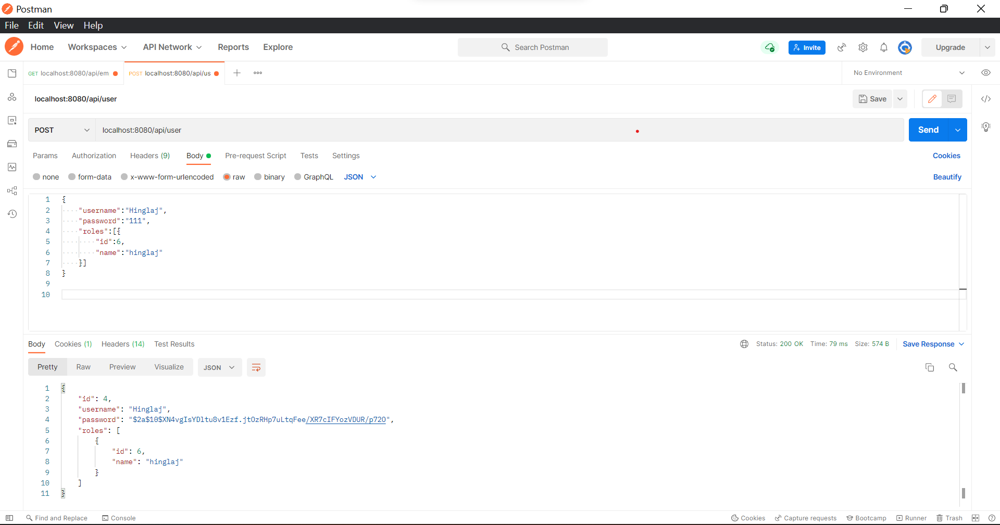 Postman
File Edit View Help
Home Workspaces API Network Reports Explore Search Postman Invite Upgrade
GET localhost:8080/api/em POST localhost:8080/api/us No Environment
localhost:8080/api/user Save
POST localhost:8080/api/user Send
Params Authorization Headers (9) Body Pre-request Script Tests Settings Cookies
none form-data x-www-form-urlencoded raw binary GraphQL JSON Beautify
1 {
2 "username":"Hinglaj",
3 "password":"111",
4 "roles":[{
5 "id":6,
6 "name":"hinglaj"
7 }]
8 }
9
10
Body Cookies (1) Headers (14) Test Results Status: 200 OK Time: 79 ms Size: 574 B Save Response
Pretty Raw Preview Visualize JSON
1 {
2 "id": 4,
3 "username": "Hinglaj",
4 "password": "$2a$10$XN4vgIsYDltu8v1Ezf.jtOzRHp7uLtqFee/XR7cIFYozVDUR/p72O",
5 "roles": [
6 {
7 "id": 6,
8 "name": "hinglaj"
9 }
10 ]
11 }
Find and Replace Console Cookies Capture requests Bootcamp Runner Trash